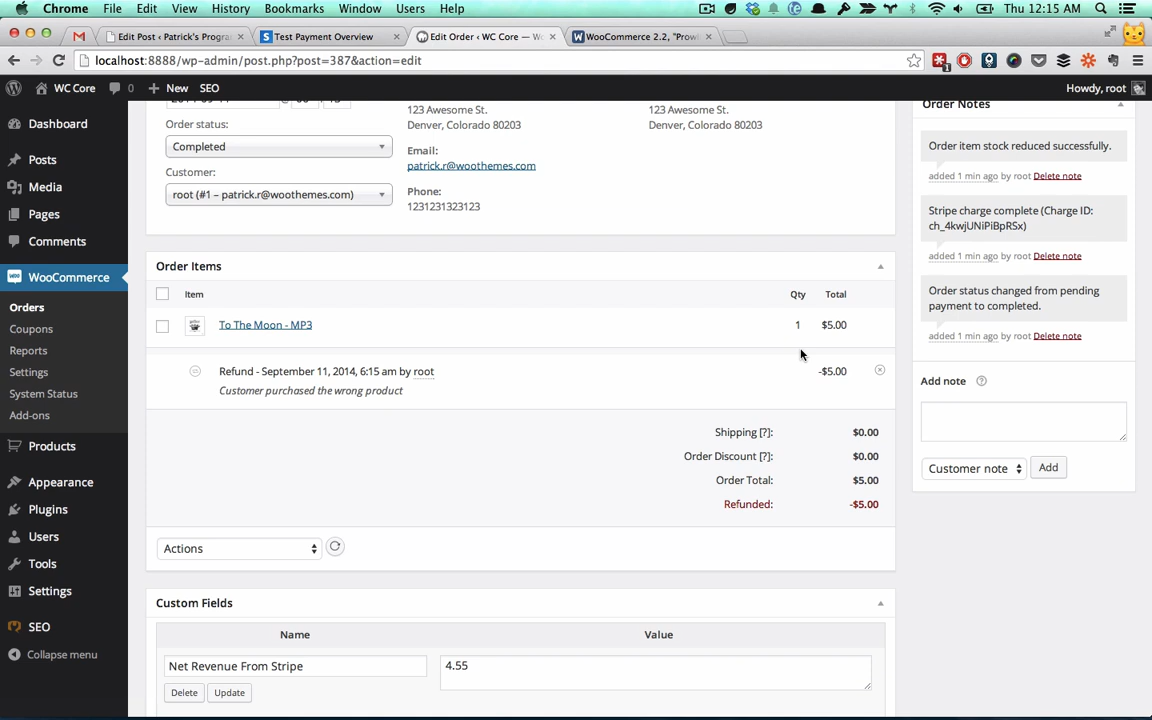 Chrome File Edit View History Bookmarks Window Users Help Thu 12:15 AM
Edit Post ‹ Patrick's Progra
Test Payment Overview
Edit Order ‹ WC Core — Wo
WooCommerce 2.2, "Prowl
localhost:8888/wp-admin/post.php?post=387&action=edit
WC Core 0 New SEO Howdy, root
Dashboard
Posts
Media
Pages
Comments
WooCommerce
Orders
Coupons
Reports
Settings
System Status
Add-ons
Products
Appearance
Plugins
Users
Tools
Settings
SEO
Collapse menu
Order status:
Completed
Customer:
root (#1 – patrick.r@woothemes.com)
123 Awesome St.
Denver, Colorado 80203
Email:
patrick.r@woothemes.com
Phone:
1231231323123
123 Awesome St.
Denver, Colorado 80203
Order Items
Item Qty Total
To The Moon - MP3 1 $5.00
Refund - September 11, 2014, 6:15 am by root -$5.00
Customer purchased the wrong product
Shipping [?]: $0.00
Order Discount [?]: $0.00
Order Total: $5.00
Refunded: -$5.00
Actions
Custom Fields
Name Value
Net Revenue From Stripe 4.55
Delete Update
Order Notes
Order item stock reduced successfully.
added 1 min ago by root Delete note
Stripe charge complete (Charge ID:
ch_4kwjUNiPiBpRSx)
added 1 min ago by root Delete note
Order status changed from pending
payment to completed.
added 1 min ago by root Delete note
Add note
Customer note Add